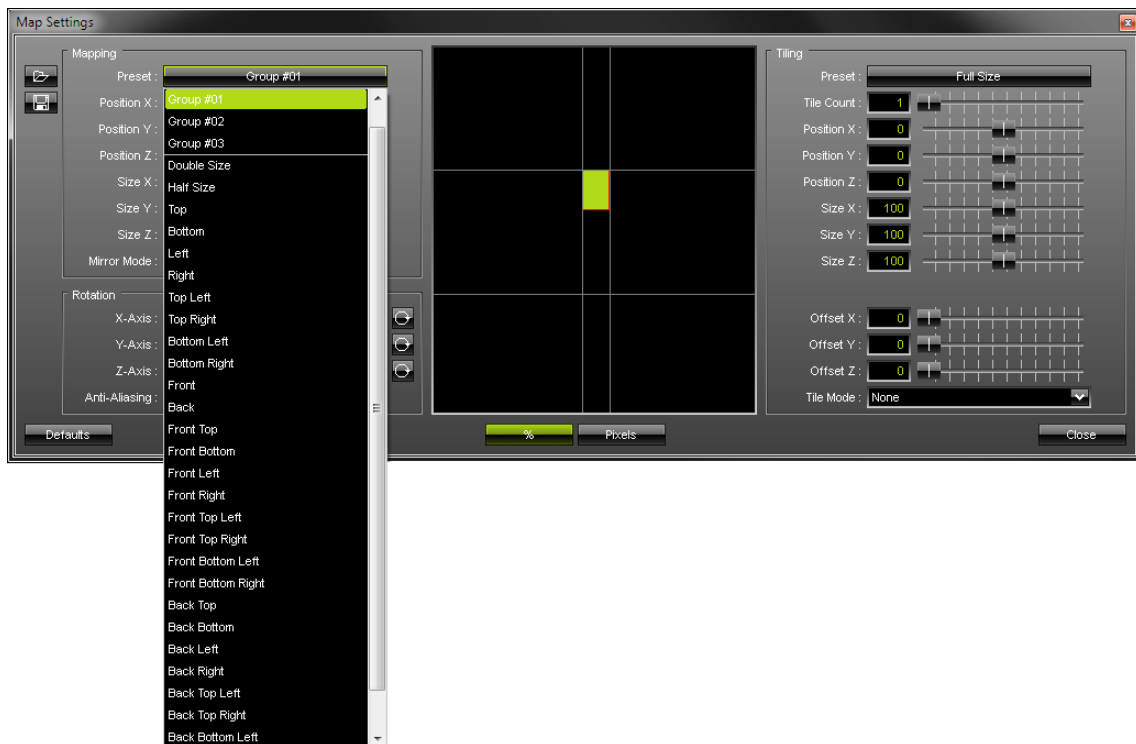 Map Settings
Mapping
Preset :
Group #01
Position X :
Position Y :
Position Z :
Size X :
Size Y :
Size Z :
Mirror Mode :
Group #01
Group #02
Group #03
Double Size
Half Size
Top
Bottom
Left
Right
Top Left
Top Right
Bottom Left
Bottom Right
Front
Back
Front Top
Front Bottom
Front Left
Front Right
Front Top Left
Front Top Right
Front Bottom Left
Front Bottom Right
Back Top
Back Bottom
Back Left
Back Right
Back Top Left
Back Top Right
Back Bottom Left
Rotation
X-Axis :
Y-Axis :
Z-Axis :
Anti-Aliasing :
Defaults
%
Pixels
Tiling
Preset : Full Size
Tile Count : 1
Position X : 0
Position Y : 0
Position Z : 0
Size X : 100
Size Y : 100
Size Z : 100
Offset X : 0
Offset Y : 0
Offset Z : 0
Tile Mode : None
Close